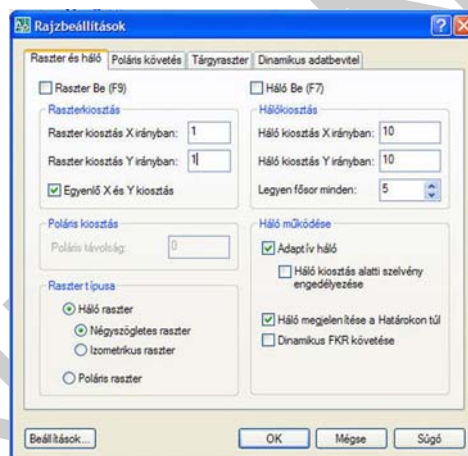 Rajzbeállítások
Raszter és háló
Poláris követés
Tárgyraszter
Dinamikus adatbevitel
Raszter Be (F9)
Háló Be (F7)
Raszterkiosztás
Raszter kiosztás X irányban: 1
Raszter kiosztás Y irányban: 1
Egyenlő X és Y kiosztás
Hálókiosztás
Háló kiosztás X irányban: 10
Háló kiosztás Y irányban: 10
Legyen fősor minden: 5
Poláris kiosztás
Poláris távolság: 0
Raszter típusa
Háló raszter
Négyszögletes raszter
Izometrikus raszter
Poláris raszter
Háló működése
Adaptív háló
Háló kiosztás alatti szelvény
engedélyezése
Háló megjelenítése a Határokon túl
Dinamikus FKR követése
Beállítások...
OK
Mégse
Súgó